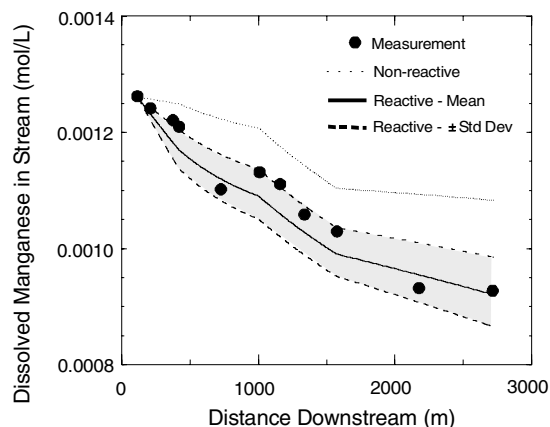 0.0014
Measurement
Non-reactive
Reactive - Mean
Reactive - ±Std Dev
0.0012
0.0010
0.0008
0
1000
2000
3000
Dissolved Manganese in Stream (mol/L)
Distance Downstream (m)